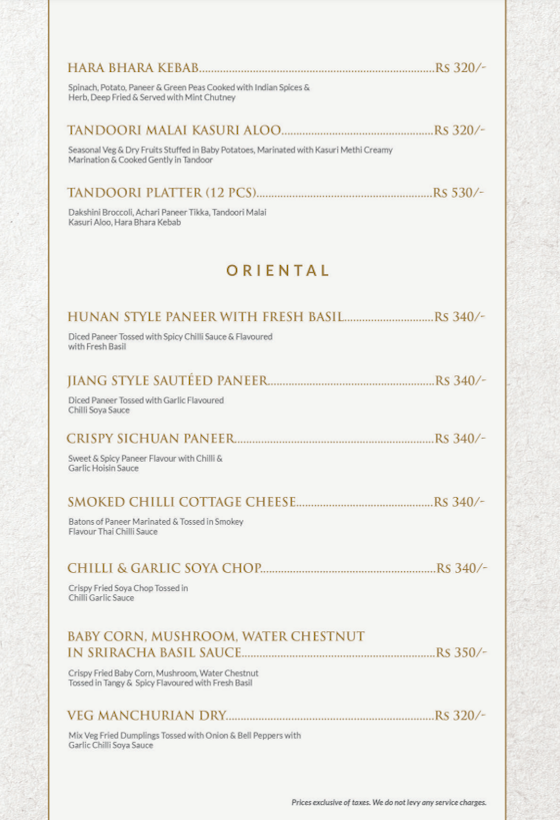 HARA BHARA KEBAB..........................................................................Rs 320/-
Spinach, Potato, Paneer & Green Peas Cooked with Indian Spices &
Herb, Deep Fried & Served with Mint Chutney
TANDOORI MALAI KASURI ALOO...............................................Rs 320/-
Seasonal Veg & Dry Fruits Stuffed in Baby Potatoes, Marinated with Kasuri Methi Creamy
Marination & Cooked Gently in Tandoor
TANDOORI PLATTER (12 PCS).......................................................Rs 530/-
Dakshini Broccoli, Achari Paneer Tikka, Tandoori Malai
Kasuri Aloo, Hara Bhara Kebab
ORIENTAL
HUNAN STYLE PANEER WITH FRESH BASIL............................Rs 340/-
Diced Paneer Tossed with Spicy Chilli Sauce & Flavoured
with Fresh Basil
JIANG STYLE SAUTÉED PANEER....................................................Rs 340/-
Diced Paneer Tossed with Garlic Flavoured
Chilli Soya Sauce
CRISPY SICHUAN PANEER..............................................................Rs 340/-
Sweet & Spicy Paneer Flavour with Chilli &
Garlic Hoisin Sauce
SMOKED CHILLI COTTAGE CHEESE...........................................Rs 340/-
Batons of Paneer Marinated & Tossed in Smokey
Flavour Thai Chilli Sauce
CHILLI & GARLIC SOYA CHOP.......................................................Rs 340/-
Crispy Fried Soya Chop Tossed in
Chilli Garlic Sauce
BABY CORN, MUSHROOM, WATER CHESTNUT
IN SRIRACHA BASIL SAUCE............................................................Rs 350/-
Crispy Fried Baby Corn, Mushroom, Water Chestnut
Tossed in Tangy & Spicy Flavoured with Fresh Basil
VEG MANCHURIAN DRY.................................................................Rs 320/-
Mix Veg Fried Dumplings Tossed with Onion & Bell Peppers with
Garlic Chilli Soya Sauce
Prices exclusive of taxes. We do not levy any service charges.